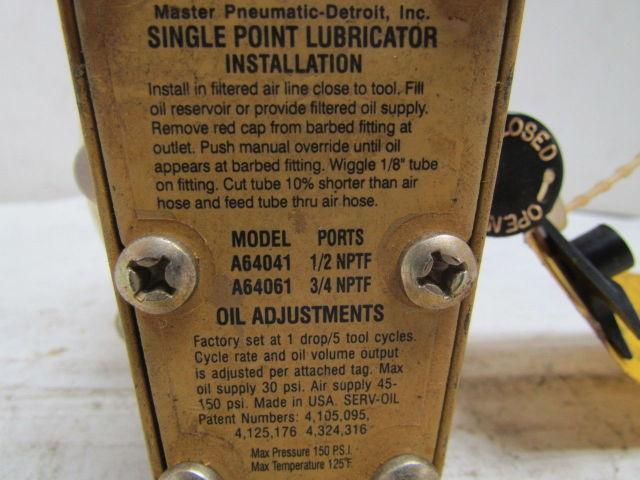 Master Pneumatic-Detroit, Inc.
SINGLE POINT LUBRICATOR
INSTALLATION
Install in filtered air line close to tool. Fill
oil reservoir or provide filtered oil supply.
Remove red cap from barbed fitting at
outlet. Push manual override until oil
appears at barbed fitting. Wiggle 1/8" tube
on fitting. Cut tube 10% shorter than air
hose and feed tube thru air hose.
MODEL PORTS
A64041 1/2 NPTF
A64061 3/4 NPTF
OIL ADJUSTMENTS
Factory set at 1 drop/5 tool cycles.
Cycle rate and oil volume output
is adjusted per attached tag. Max
oil supply 30 psi. Air supply 45-
150 psi. Made in USA. SERV-OIL
Patent Numbers: 4,105,095,
4,125,176 4,324,316
Max Pressure 150 P.S.I.
Max Temperature 125°F.
CLOSED
OPEN